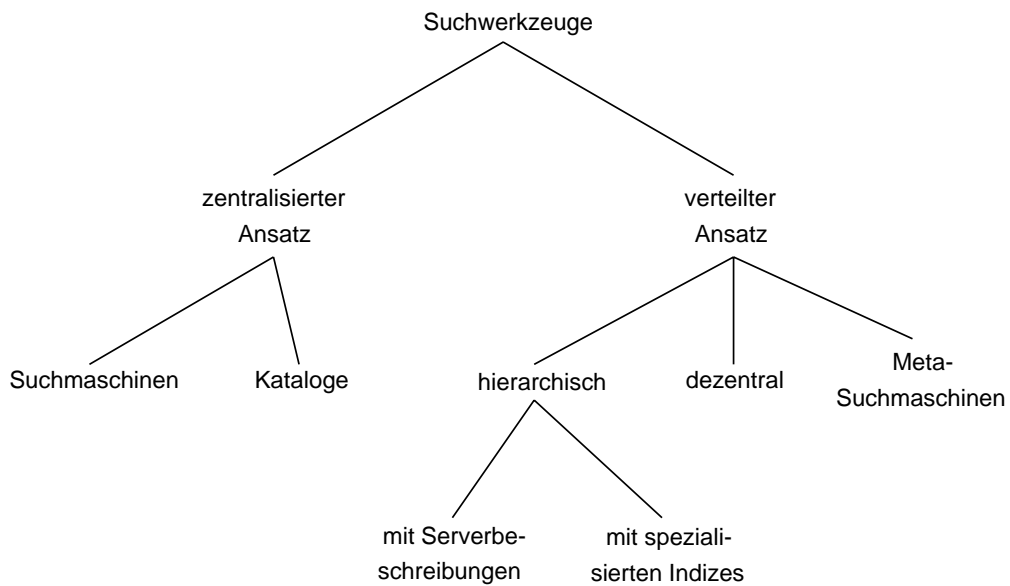 Suchwerkzeuge
zentralisierter
Ansatz
verteilter
Ansatz
Suchmaschinen
Kataloge
hierarchisch
dezentral
Meta-
Suchmaschinen
mit Serverbe-
schreibungen
mit speziali-
sierten Indizes